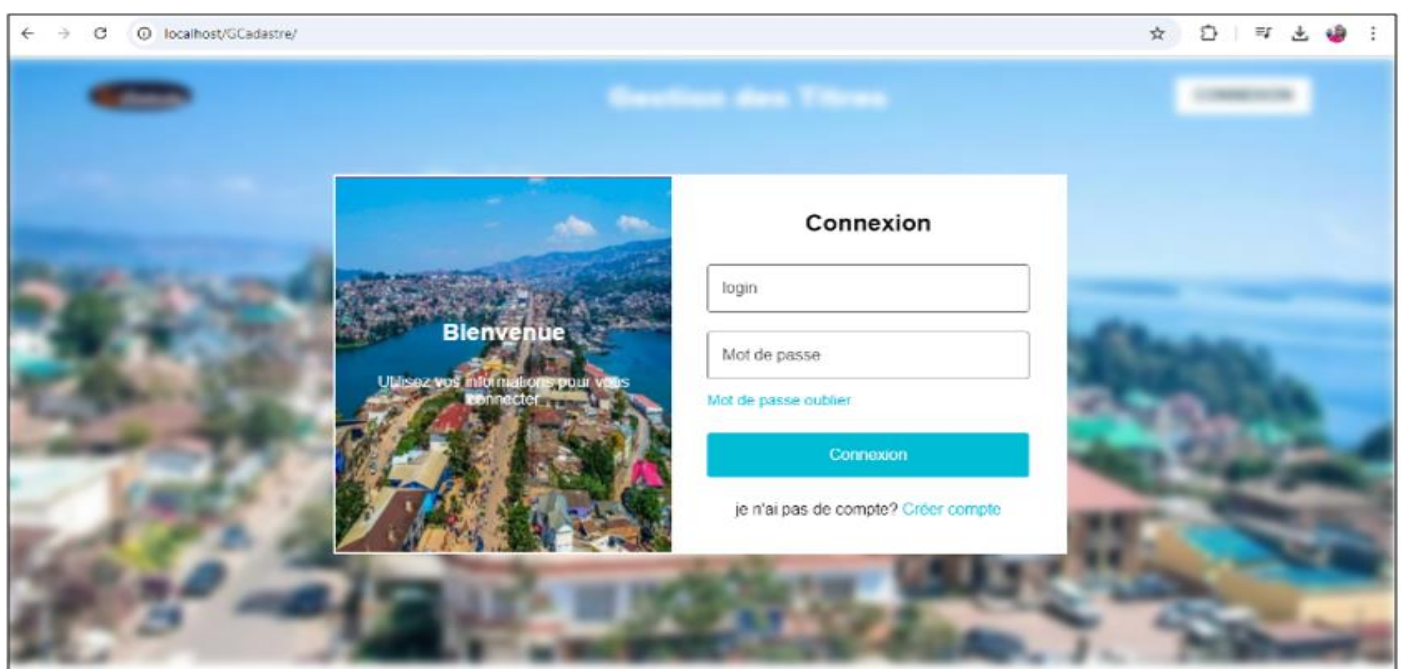 localhost/GCadastre/
Gestion des Titres
CONNEXION
Connexion
login
Bienvenue
Mot de passe
Utilisez vos informations pour vous
connecter
Mot de passe oublier
Connexion
je n'ai pas de compte? Créer compte